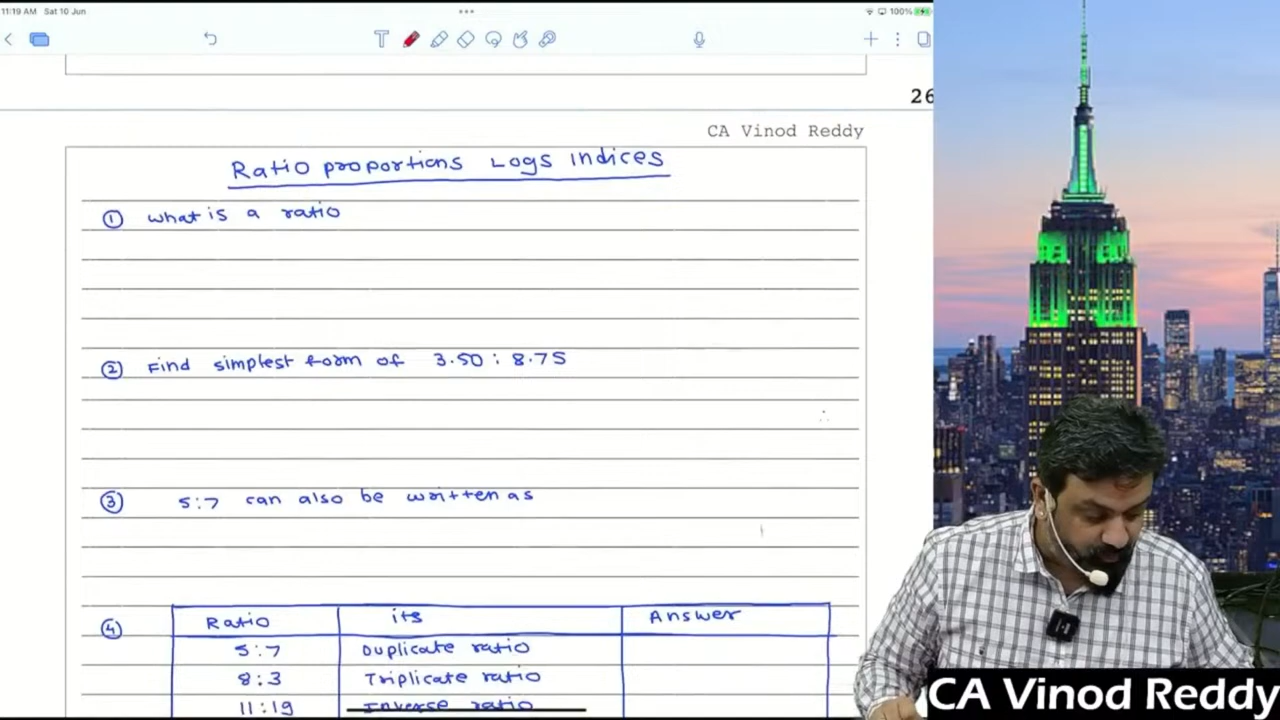 11:19 AM Sat 10 Jun
100%
T
26
CA Vinod Reddy
Ratio proportions Logs Indices
① what is a ratio
② Find simplest form of 3.50 : 8.75
③ 5:7 can also be written as
④ Ratio its Answer
5:7 Duplicate ratio
8:3 Triplicate ratio
11:19 Inverse ratio
CA Vinod Reddy